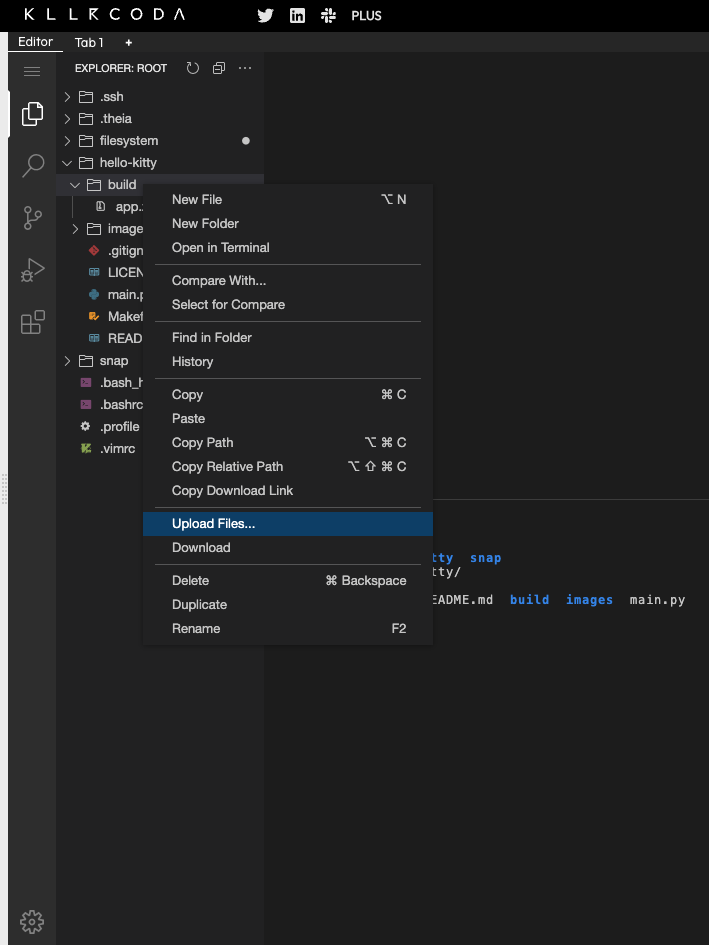 KLLRCODA
PLUS
Editor Tab 1 +
EXPLORER: ROOT
.ssh
.theia
filesystem
hello-kitty
build
app.
image
.gitign
LICEN
main.p
Makef
READ
snap
.bash_h
.bashrc
.profile
.vimrc
New File ⌥ N
New Folder
Open in Terminal
Compare With...
Select for Compare
Find in Folder
History
Copy ⌘ C
Paste
Copy Path ⌥ ⌘ C
Copy Relative Path ⌥ ⇧ ⌘ C
Copy Download Link
Upload Files...
Download
Delete ⌘ Backspace
Duplicate
Rename F2
tty snap
tty/
EADME.md build images main.py